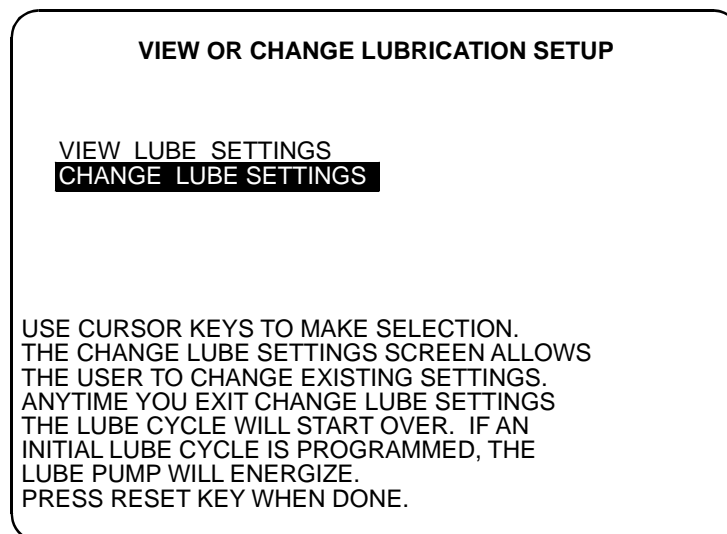 VIEW OR CHANGE LUBRICATION SETUP
VIEW LUBE SETTINGS
CHANGE LUBE SETTINGS
USE CURSOR KEYS TO MAKE SELECTION.
THE CHANGE LUBE SETTINGS SCREEN ALLOWS
THE USER TO CHANGE EXISTING SETTINGS.
ANYTIME YOU EXIT CHANGE LUBE SETTINGS
THE LUBE CYCLE WILL START OVER. IF AN
INITIAL LUBE CYCLE IS PROGRAMMED, THE
LUBE PUMP WILL ENERGIZE.
PRESS RESET KEY WHEN DONE.